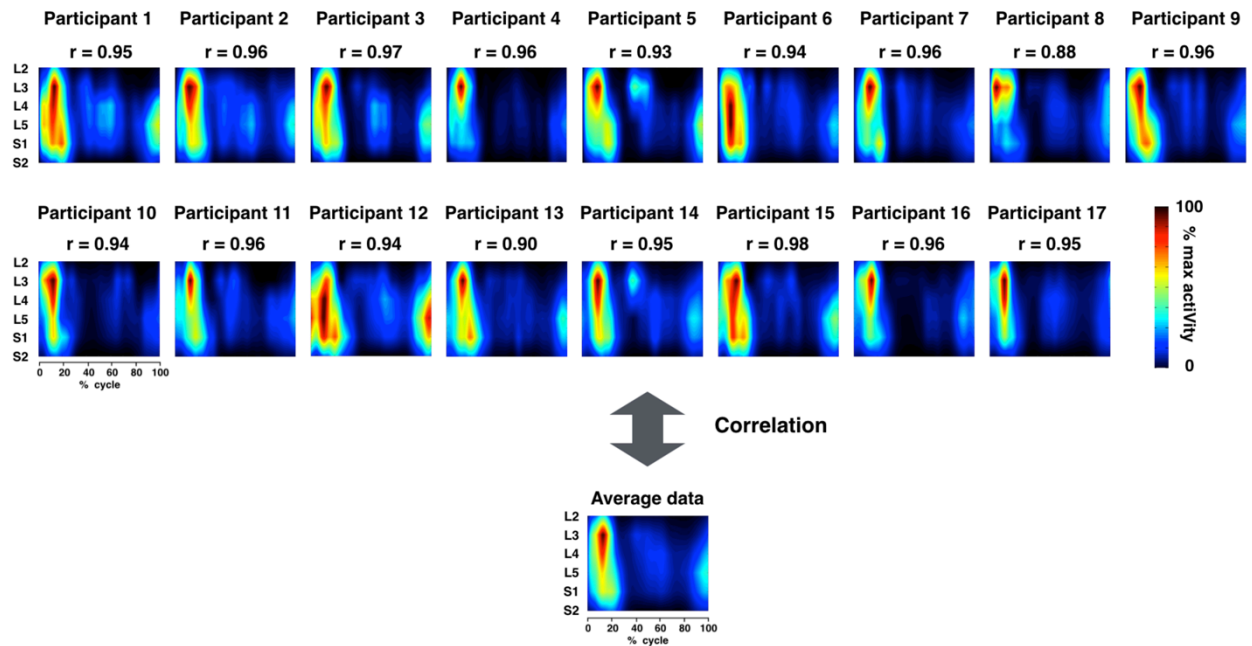 Participant 1 Participant 2 Participant 3 Participant 4 Participant 5 Participant 6 Participant 7 Participant 8 Participant 9
r = 0.95 r = 0.96 r = 0.97 r = 0.96 r = 0.93 r = 0.94 r = 0.96 r = 0.88 r = 0.96
L2
L3
L4
L5
S1
S2
Participant 10 Participant 11 Participant 12 Participant 13 Participant 14 Participant 15 Participant 16 Participant 17
r = 0.94 r = 0.96 r = 0.94 r = 0.90 r = 0.95 r = 0.98 r = 0.96 r = 0.95
L2
L3
L4
L5
S1
S2
0 20 40 60 80 100
% cycle
100
% max actiVity
0
Correlation
Average data
L2
L3
L4
L5
S1
S2
0 20 40 60 80 100
% cycle